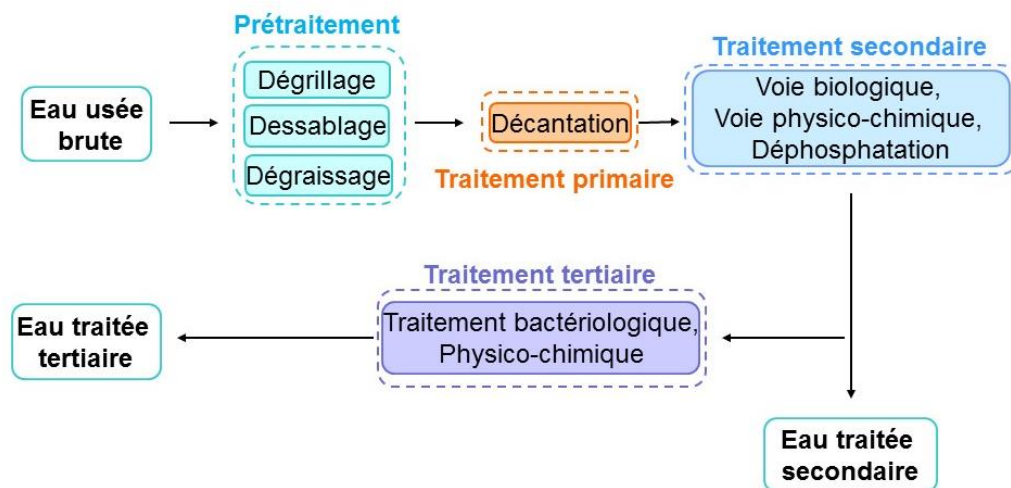 Prétraitement
Traitement secondaire
Eau usée
brute
Dégrillage
Dessablage
Dégraissage
Décantation
Traitement primaire
Voie biologique,
Voie physico-chimique,
Déphosphatation
Traitement tertiaire
Traitement bactériologique,
Physico-chimique
Eau traitée
tertiaire
Eau traitée
secondaire